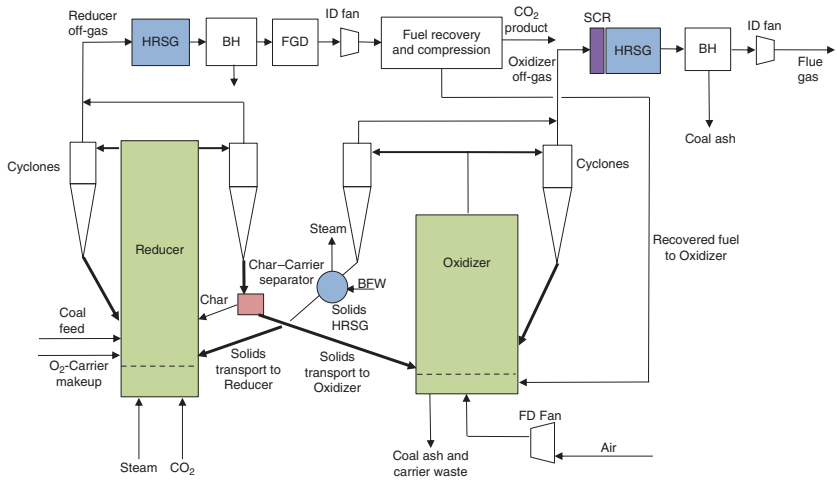 Reducer
off-gas
HRSG
BH
FGD
ID fan
Fuel recovery
and compression
CO₂
product
Oxidizer
off-gas
SCR
HRSG
BH
ID fan
Flue
gas
Coal ash
Cyclones
Cyclones
Reducer
Steam
Char–Carrier
separator
BFW
Solids
HRSG
Oxidizer
Recovered fuel
to Oxidizer
Char
Coal
feed
O₂-Carrier
makeup
Solids
transport to
Reducer
Solids
transport to
Oxidizer
FD Fan
Air
Coal ash and
carrier waste
Steam
CO₂